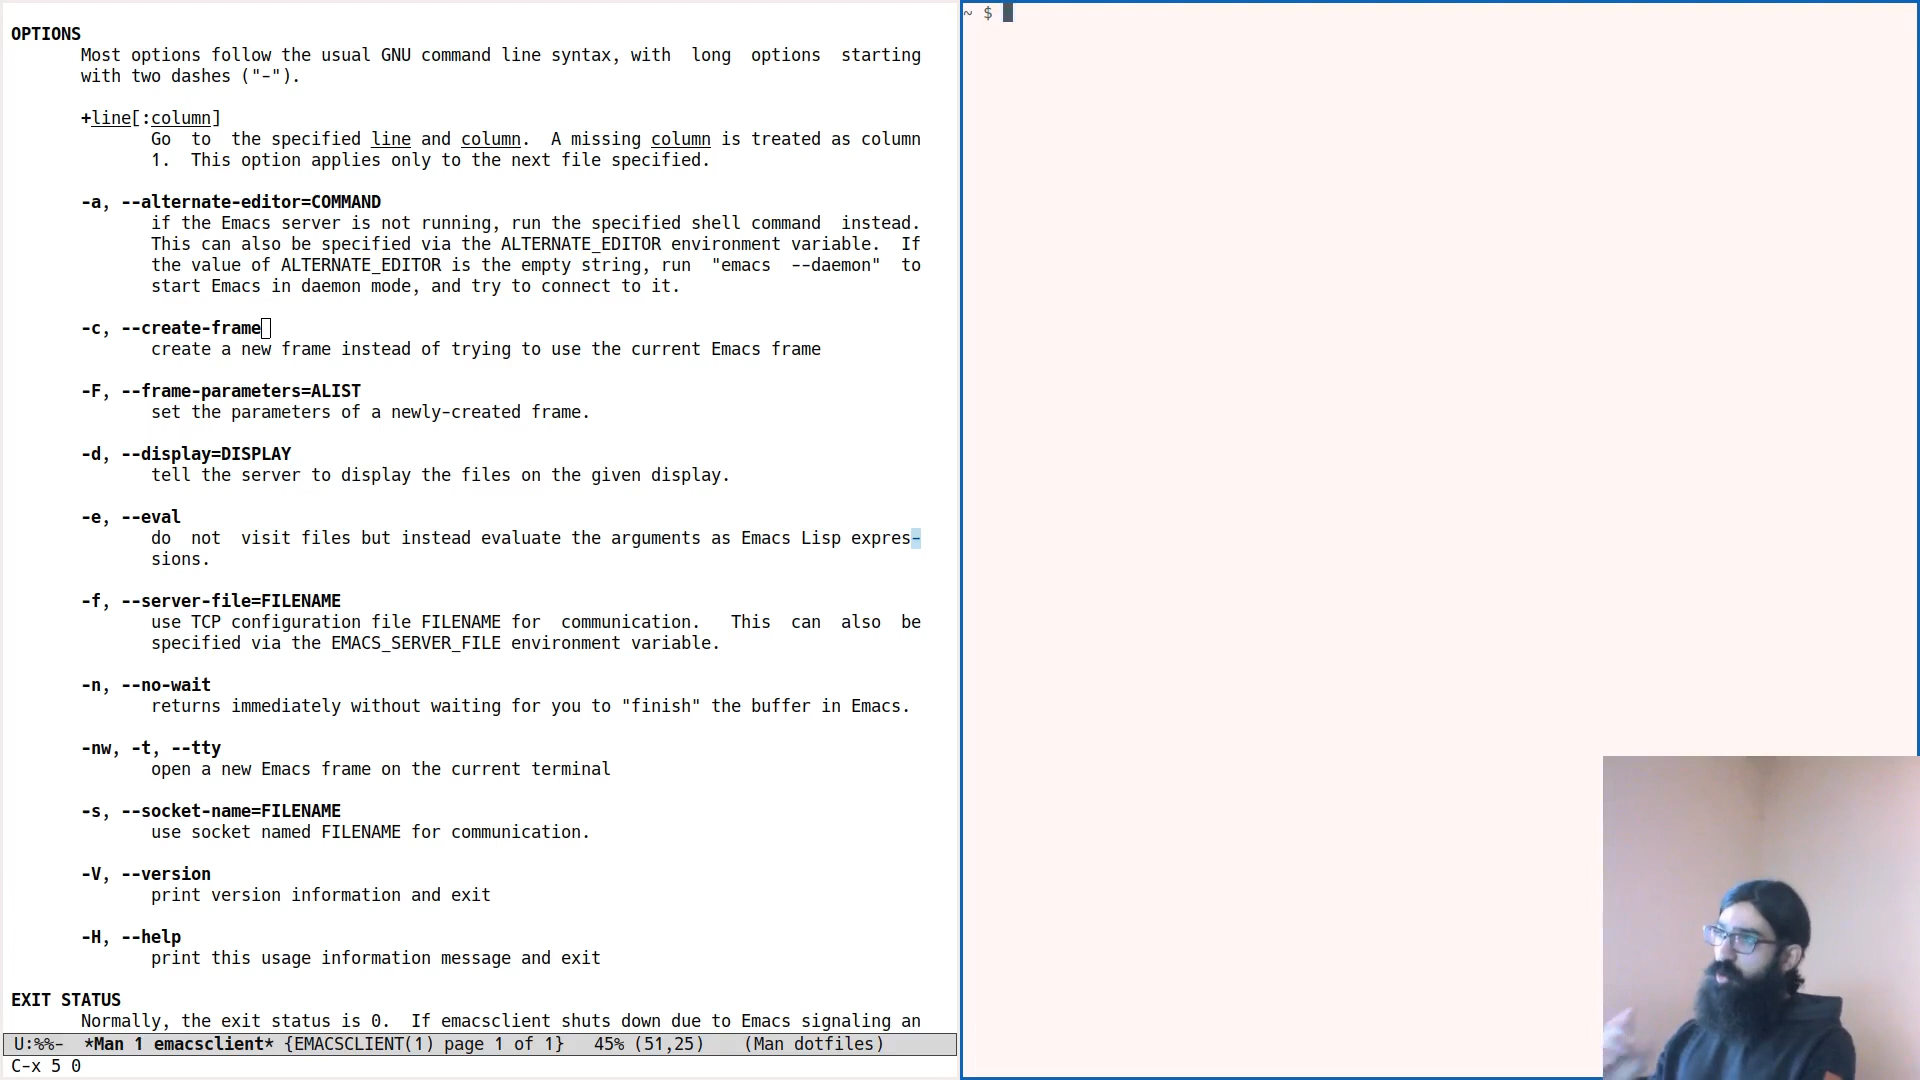 OPTIONS
Most options follow the usual GNU command line syntax, with  long  options  starting
with two dashes ("-").
+line[:column]
Go  to  the specified line and column.  A missing column is treated as column
1.  This option applies only to the next file specified.
-a, --alternate-editor=COMMAND
if the Emacs server is not running, run the specified shell command  instead.
This can also be specified via the ALTERNATE_EDITOR environment variable.  If
the value of ALTERNATE_EDITOR is the empty string, run  "emacs  --daemon"  to
start Emacs in daemon mode, and try to connect to it.
-c, --create-frame
create a new frame instead of trying to use the current Emacs frame
-F, --frame-parameters=ALIST
set the parameters of a newly-created frame.
-d, --display=DISPLAY
tell the server to display the files on the given display.
-e, --eval
do  not  visit files but instead evaluate the arguments as Emacs Lisp expres-
sions.
-f, --server-file=FILENAME
use TCP configuration file FILENAME for  communication.   This  can  also  be
specified via the EMACS_SERVER_FILE environment variable.
-n, --no-wait
returns immediately without waiting for you to "finish" the buffer in Emacs.
-nw, -t, --tty
open a new Emacs frame on the current terminal
-s, --socket-name=FILENAME
use socket named FILENAME for communication.
-V, --version
print version information and exit
-H, --help
print this usage information message and exit
EXIT STATUS
Normally, the exit status is 0.  If emacsclient shuts down due to Emacs signaling an
U:%%-  *Man 1 emacsclient* {EMACSCLIENT(1) page 1 of 1}   45% (51,25)    (Man dotfiles)
C-x 5 0
~ $